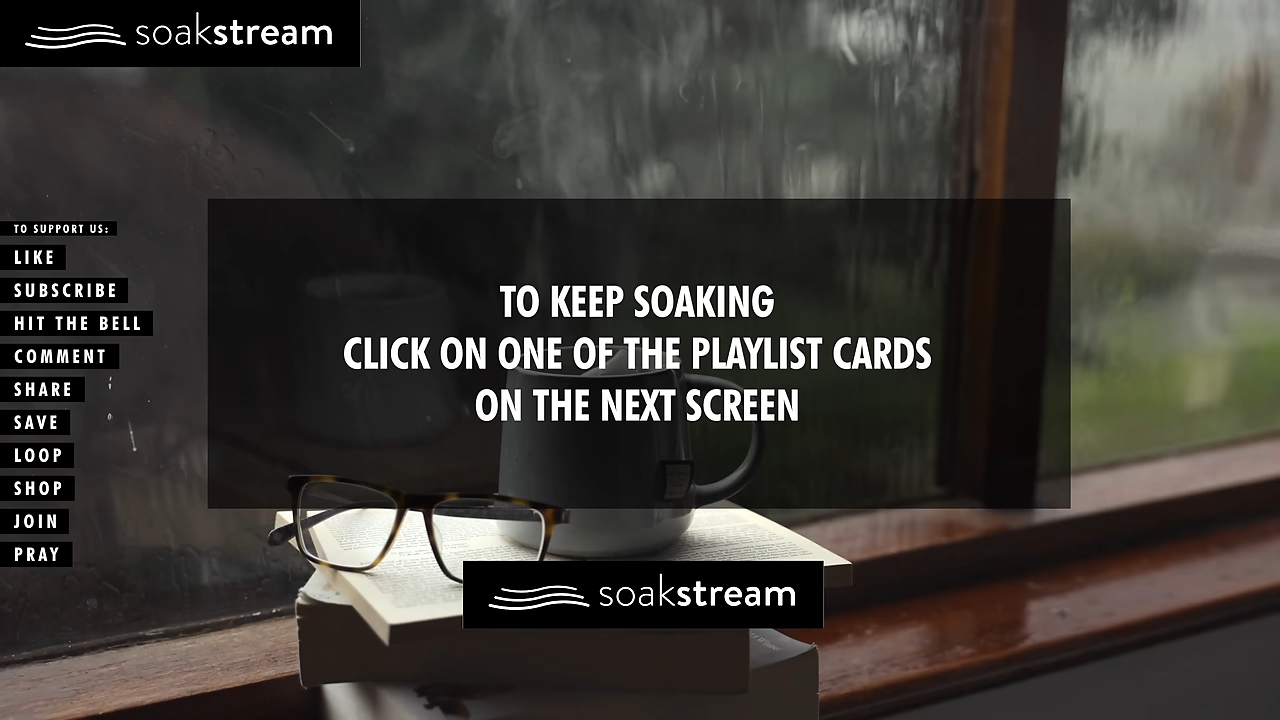 soakstream
TO SUPPORT US:
LIKE
SUBSCRIBE
HIT THE BELL
COMMENT
SHARE
SAVE
LOOP
SHOP
JOIN
PRAY
TO KEEP SOAKING
CLICK ON ONE OF THE PLAYLIST CARDS
ON THE NEXT SCREEN
soakstream